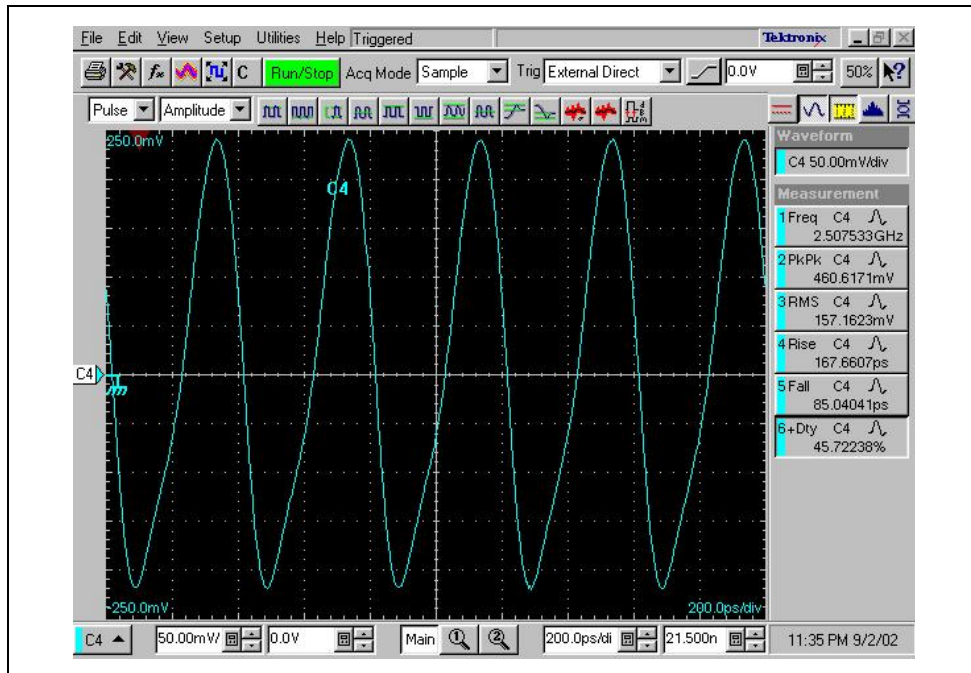 File Edit View Setup Utilities Help Triggered Tektronix
C Run/Stop Acq Mode Sample Trig External Direct 0.0V 50%
Pulse Amplitude
250.0mV
C4
C4
-250.0mV
200.0ps/div
Waveform
C4 50.00mV/div
Measurement
1 Freq C4
2.507533GHz
2 PkPk C4
460.6171mV
3 RMS C4
157.1623mV
4 Rise C4
167.6607ps
5 Fall C4
85.04041ps
6 +Dty C4
45.72238%
C4 50.00mV/ 0.0V Main 1 2 200.0ps/di 21.500n 11:35 PM 9/2/02